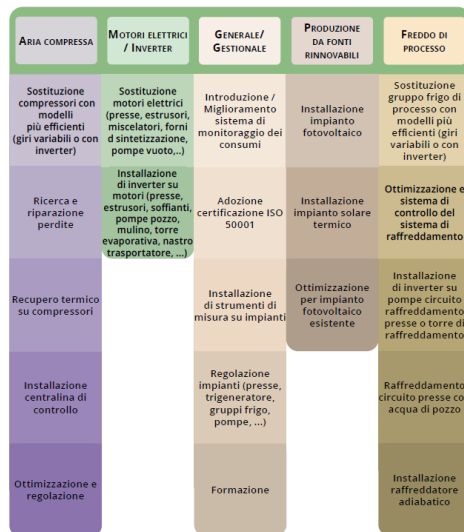 ARIA COMPRESSA
MOTORI ELETTRICI
/ INVERTER
GENERALE/
GESTIONALE
PRODUZIONE
DA FONTI
RINNOVABILI
FREDDO DI
PROCESSO
Sostituzione
compressori con
modelli
più efficienti
(giri variabili o con
inverter)
Ricerca e
riparazione
perdite
Recupero termico
su compressori
Installazione
centralina di
controllo
Ottimizzazione e
regolazione
Sostituzione
motori elettrici
(presse, estrusori,
miscelatori, forni
d sintetizzazione,
pompe vuoto,..)
Installazione
di inverter su
motori (presse,
estrusori, soffianti,
pompe pozzo,
mulino, torre
evaporativa, nastro
trasportatore, ...)
Introduzione /
Miglioramento
sistema di
monitoraggio dei
consumi
Adozione
certificazione ISO
50001
Installazione
di strumenti di
misura su impianti
Regolazione
impianti (presse,
trigeneratore,
gruppi frigo,
pompe, ...)
Formazione
Installazione
impianto
fotovoltaico
Installazione
impianto solare
termico
Ottimizzazione
per impianto
fotovoltaico
esistente
Sostituzione
gruppo frigo di
processo con
modelli più
efficienti (giri
variabili o con
inverter)
Ottimizzazione e
sistema di
controllo del
sistema di
raffreddamento
Installazione
di inverter su
pompe circuito
raffreddamento
presse o torre di
raffreddamento
Raffreddamento
circuito presse con
acqua di pozzo
Installazione
raffreddatore
adiabatico